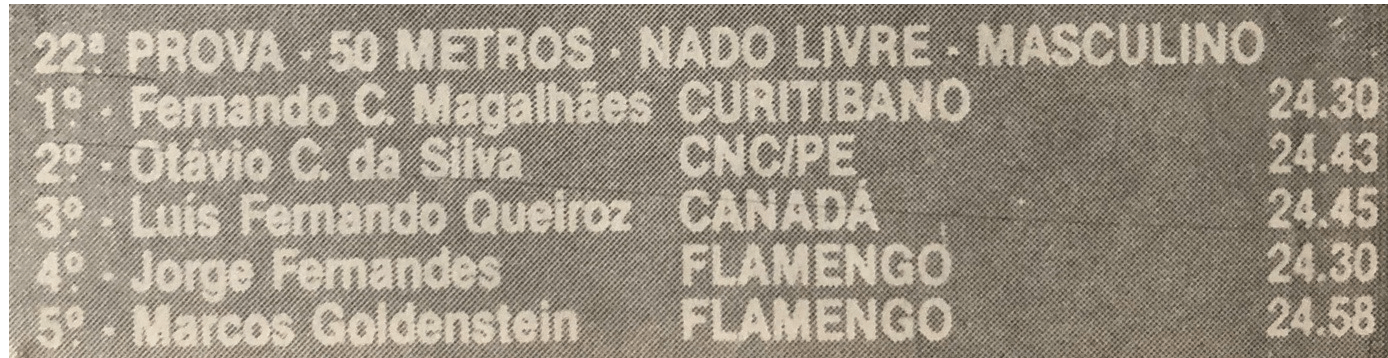 22ª PROVA - 50 METROS - NADO LIVRE - MASCULINO
1º - Fernando C. Magalhães CURITIBANO 24.30
2º - Otávio C. da Silva CNC/PE 24.43
3º - Luís Fernando Queiroz CANADÁ 24.45
4º - Jorge Fernandes FLAMENGO 24.30
5º - Marcos Goldenstein FLAMENGO 24.58